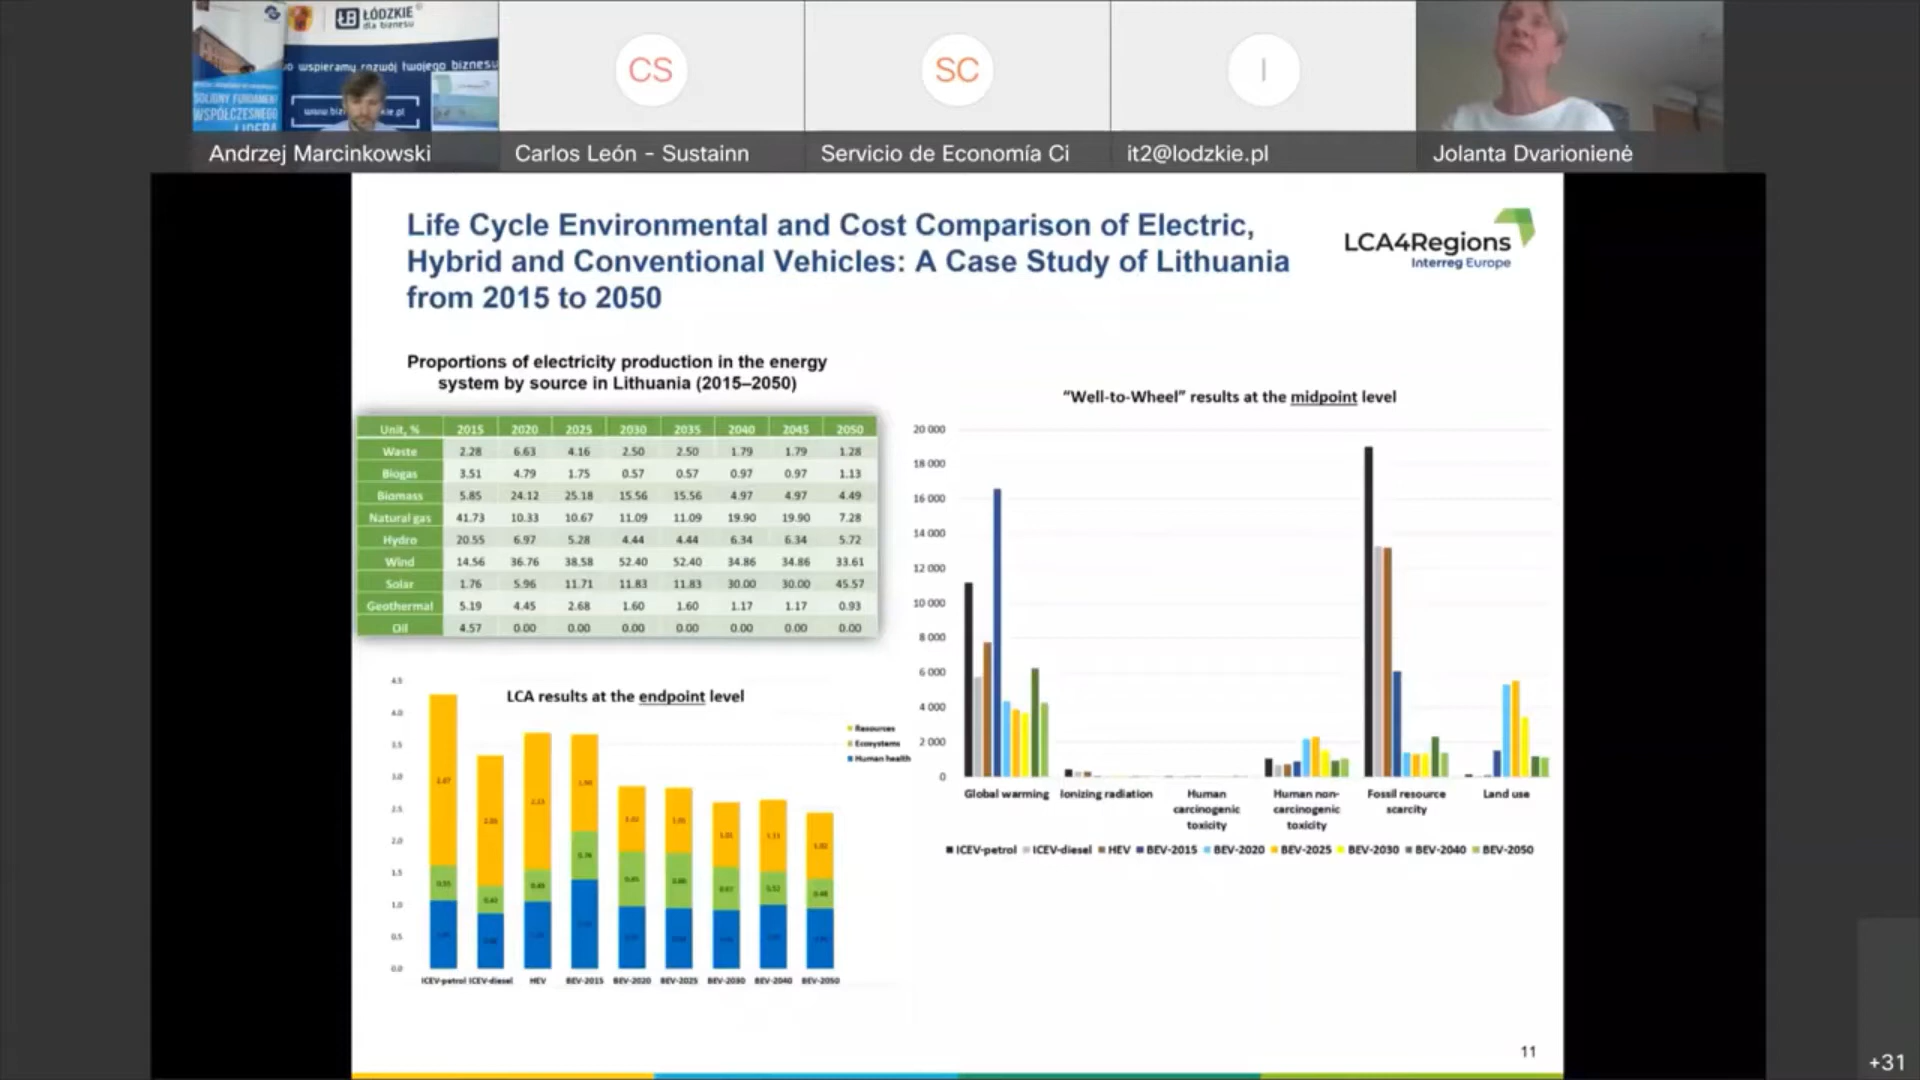 ŁÓDZKIE
dla biznesu
wspieramy rozwój twojego biznesu
SOLIDNY FUNDAMENT
WSPÓŁCZESNEGO
LIDERA
CS
SC
I
Andrzej Marcinkowski
Carlos León - Sustainn
Servicio de Economía Ci
it2@lodzkie.pl
Jolanta Dvarionienė
Life Cycle Environmental and Cost Comparison of Electric,
Hybrid and Conventional Vehicles: A Case Study of Lithuania
from 2015 to 2050
LCA4Regions
Interreg Europe
Proportions of electricity production in the energy
system by source in Lithuania (2015–2050)
Unit, % 2015 2020 2025 2030 2035 2040 2045 2050
Waste 2.28 6.63 4.16 2.50 2.50 1.79 1.79 1.28
Biogas 3.51 4.79 1.75 0.57 0.57 0.97 0.97 1.13
Biomass 5.85 24.12 25.18 15.56 15.56 4.97 4.97 4.49
Natural gas 41.73 10.33 10.67 11.09 11.09 19.90 19.90 7.28
Hydro 20.55 6.97 5.28 4.44 4.44 6.34 6.34 5.72
Wind 14.56 36.76 38.58 52.40 52.40 34.86 34.86 33.61
Solar 1.76 5.96 11.71 11.83 11.83 30.00 30.00 45.57
Geothermal 5.19 4.45 2.68 1.60 1.60 1.17 1.17 0.93
Oil 4.57 0.00 0.00 0.00 0.00 0.00 0.00 0.00
LCA results at the endpoint level
4.5
4.0
3.5
3.0
2.5
2.0
1.5
1.0
0.5
0.0
Resources
Ecosystems
Human health
ICEV-petrol ICEV-diesel HEV BEV-2015 BEV-2020 BEV-2025 BEV-2030 BEV-2040 BEV-2050
“Well-to-Wheel” results at the midpoint level
20 000
18 000
16 000
14 000
12 000
10 000
8 000
6 000
4 000
2 000
0
Global warming
Ionizing radiation
Human
carcinogenic
toxicity
Human non-
carcinogenic
toxicity
Fossil resource
scarcity
Land use
ICEV-petrol ICEV-diesel HEV BEV-2015 BEV-2020 BEV-2025 BEV-2030 BEV-2040 BEV-2050
11
+31